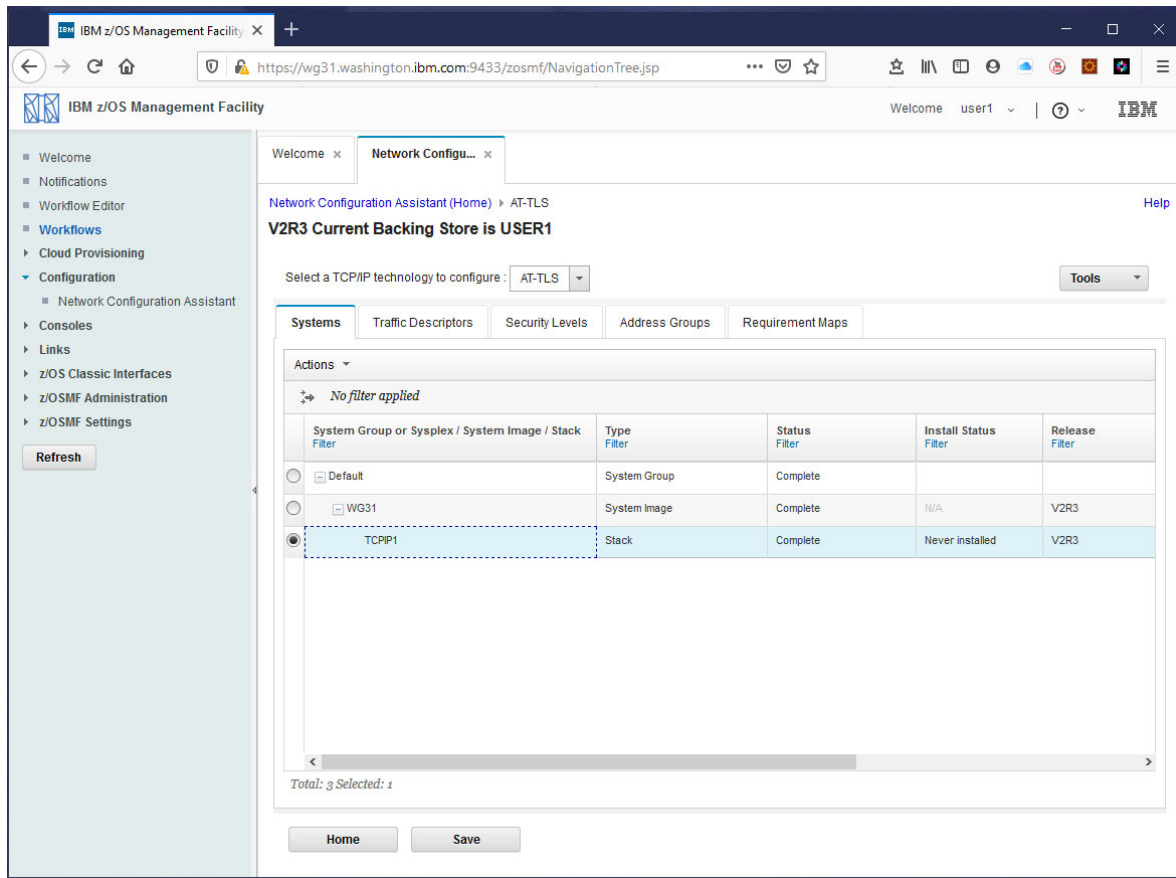 IBM IBM z/OS Management Facility
https://wg31.washington.ibm.com:9433/zosmf/NavigationTree.jsp
IBM z/OS Management Facility
Welcome user1
IBM
Welcome
Notifications
Workflow Editor
Workflows
Cloud Provisioning
Configuration
Network Configuration Assistant
Consoles
Links
z/OS Classic Interfaces
z/OSMF Administration
z/OSMF Settings
Refresh
Welcome
Network Configu...
Network Configuration Assistant (Home) AT-TLS
Help
V2R3 Current Backing Store is USER1
Select a TCP/IP technology to configure : AT-TLS
Tools
Systems Traffic Descriptors Security Levels Address Groups Requirement Maps
Actions
No filter applied
System Group or Sysplex / System Image / Stack Type Status Install Status Release
Filter Filter Filter Filter Filter
Default System Group Complete
WG31 System Image Complete N/A V2R3
TCPIP1 Stack Complete Never installed V2R3
Total: 3 Selected: 1
Home Save